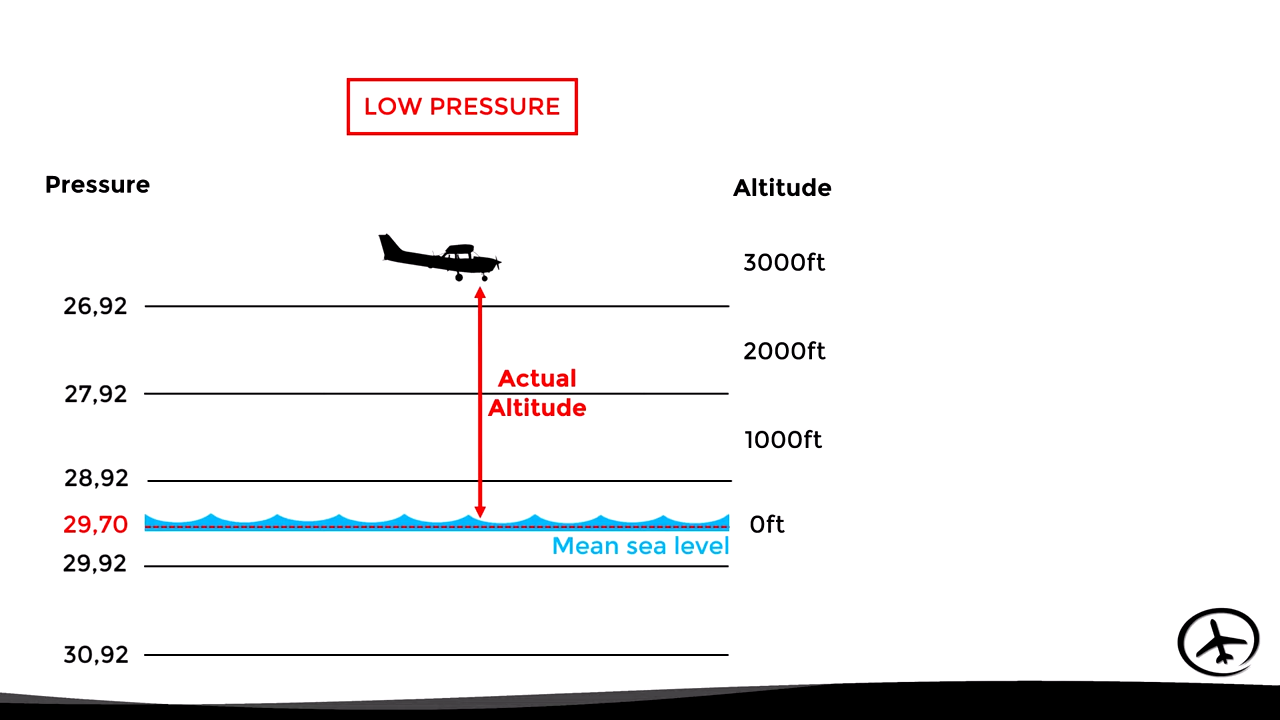 LOW PRESSURE
Pressure
Altitude
3000ft
26,92
2000ft
Actual
Altitude
27,92
1000ft
28,92
29,70
0ft
Mean sea level
29,92
30,92